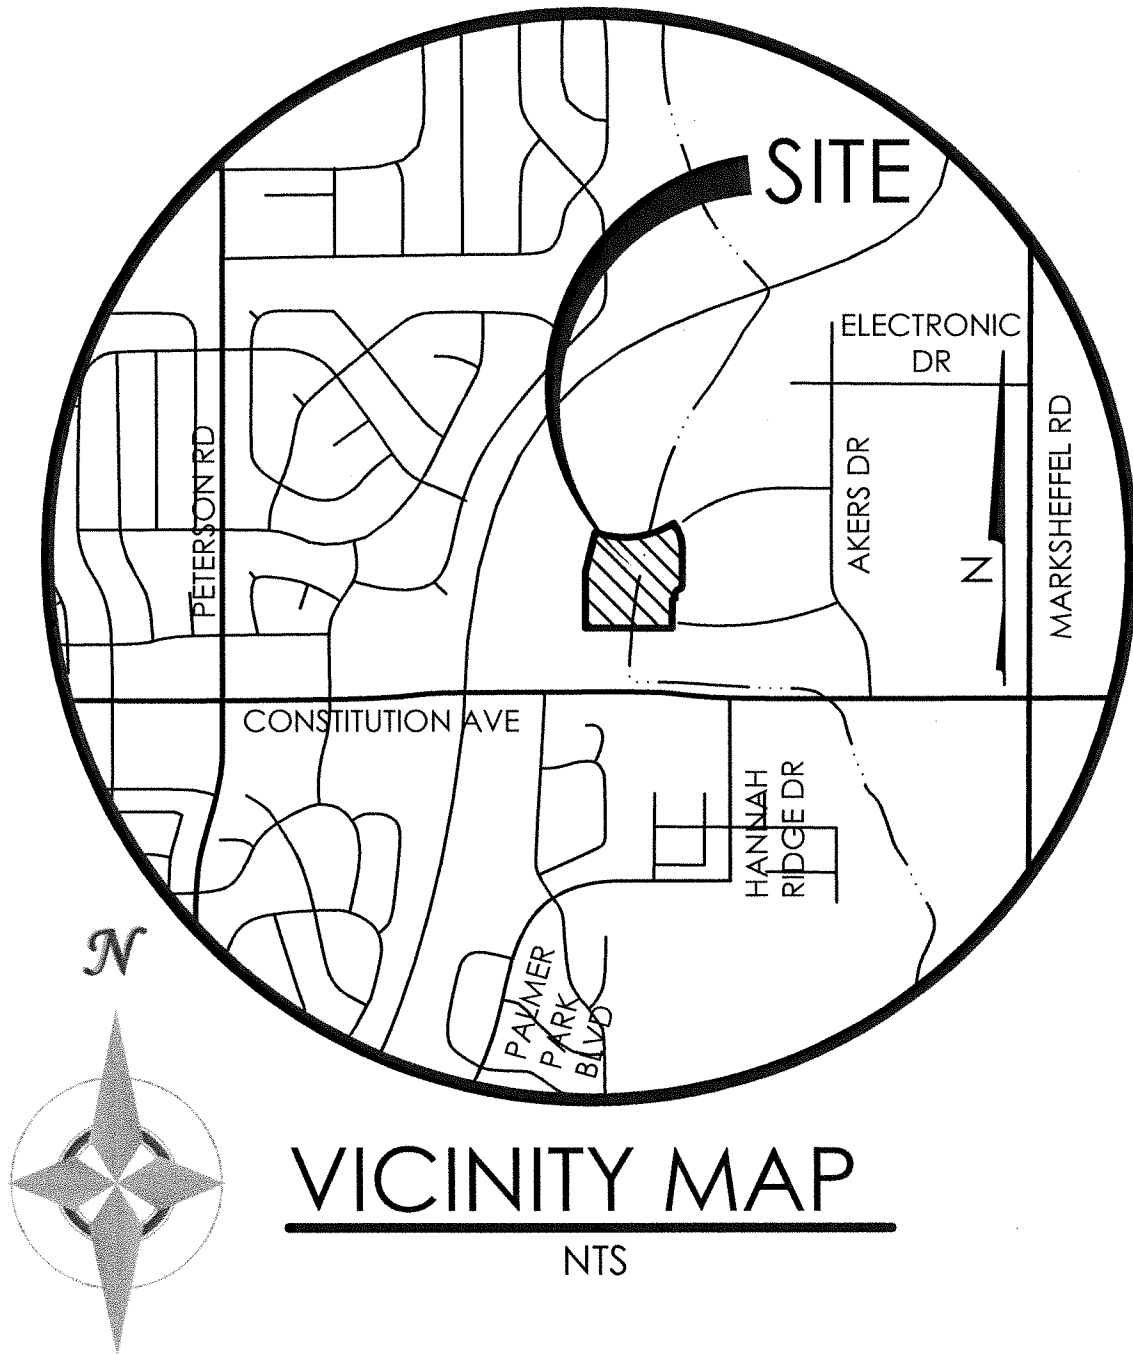 SITE
ELECTRONIC
DR
PETERSON RD
AKERS DR
MARKSHEFFEL RD
N
CONSTITUTION AVE
HANNAH
RIDGE DR
PALMER
PARK
BLVD
N
VICINITY MAP
NTS